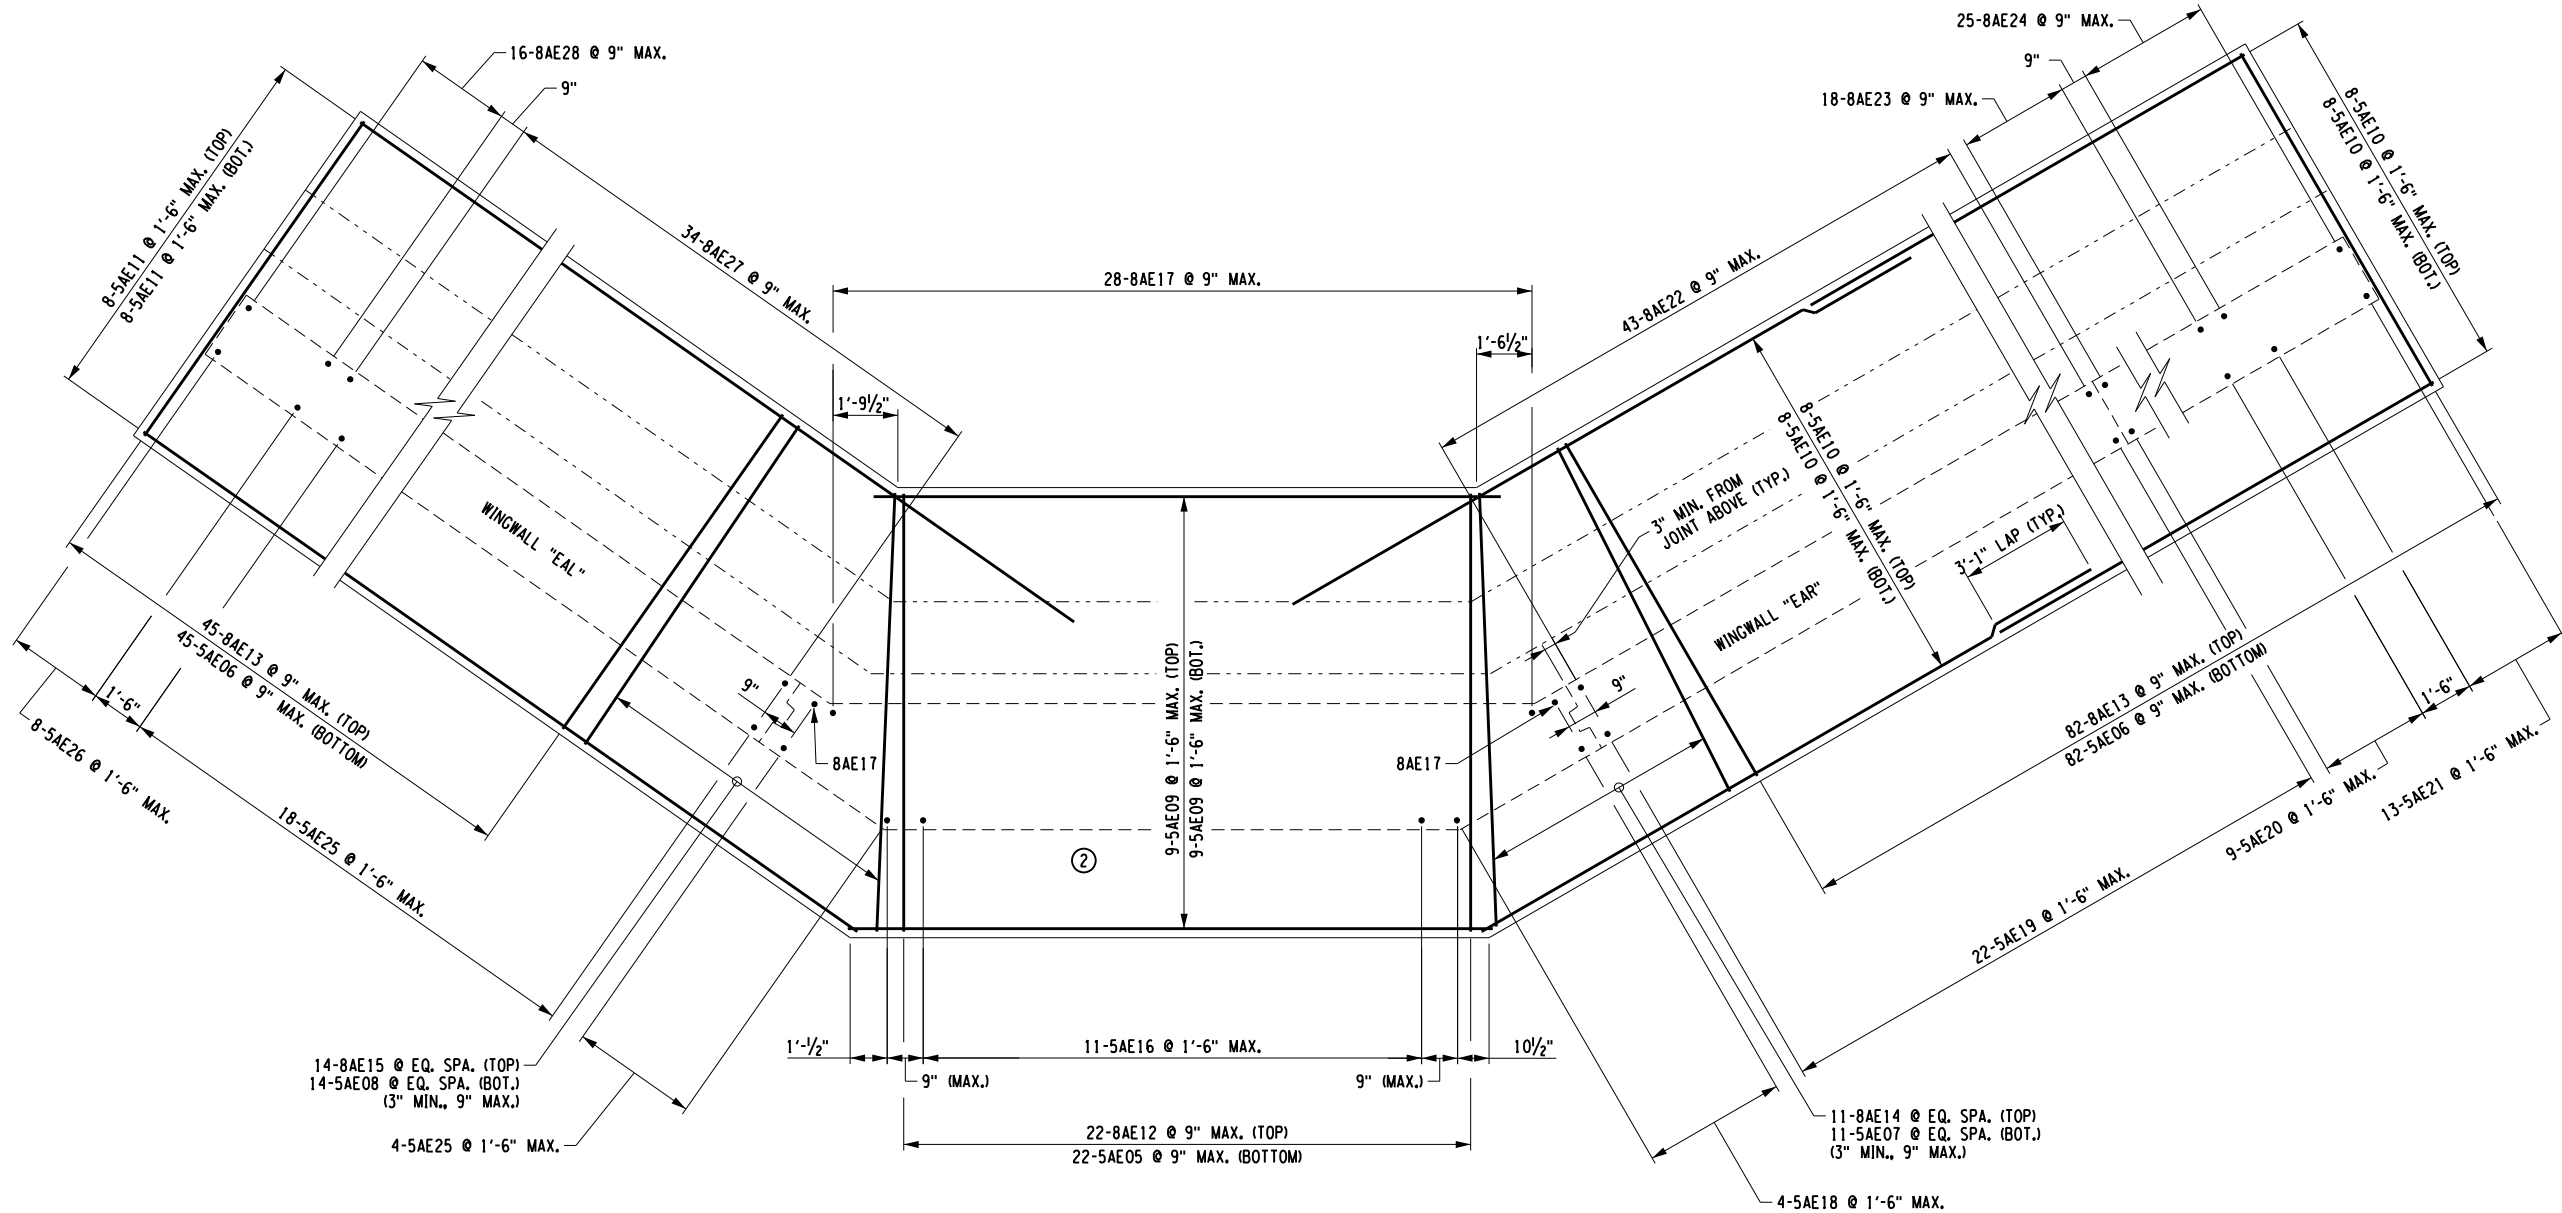 16-8AE28 @ 9" MAX.
9"
25-8AE24 @ 9" MAX.
9"
18-8AE23 @ 9" MAX.
8-5AE11 @ 1'-6" MAX. (TOP)
8-5AE11 @ 1'-6" MAX. (BOT.)
34-8AE27 @ 9" MAX.
28-8AE17 @ 9" MAX.
43-8AE22 @ 9" MAX.
8-5AE10 @ 1'-6" MAX. (TOP)
8-5AE10 @ 1'-6" MAX. (BOT.)
1'-9½"
1'-6½"
WINGWALL "EAL"
3" MIN. FROM
JOINT ABOVE (TYP.)
8-5AE10 @ 1'-6" MAX. (TOP)
8-5AE10 @ 1'-6" MAX. (BOT.)
3'-1" LAP (TYP.)
WINGWALL "EAR"
45-8AE13 @ 9" MAX. (TOP)
45-5AE06 @ 9" MAX. (BOTTOM)
9"
8AE17
9-5AE09 @ 1'-6" MAX. (TOP)
9-5AE09 @ 1'-6" MAX. (BOT.)
9"
8AE17
82-8AE13 @ 9" MAX. (TOP)
82-5AE06 @ 9" MAX. (BOTTOM)
1'-6"
1'-6"
8-5AE26 @ 1'-6" MAX.
18-5AE25 @ 1'-6" MAX.
2
13-5AE21 @ 1'-6" MAX.
9-5AE20 @ 1'-6" MAX.
22-5AE19 @ 1'-6" MAX.
1'-½"
11-5AE16 @ 1'-6" MAX.
10½"
9" (MAX.)
9" (MAX.)
14-8AE15 @ EQ. SPA. (TOP)
14-5AE08 @ EQ. SPA. (BOT.)
(3" MIN., 9" MAX.)
4-5AE25 @ 1'-6" MAX.
22-8AE12 @ 9" MAX. (TOP)
22-5AE05 @ 9" MAX. (BOTTOM)
11-8AE14 @ EQ. SPA. (TOP)
11-5AE07 @ EQ. SPA. (BOT.)
(3" MIN., 9" MAX.)
4-5AE18 @ 1'-6" MAX.